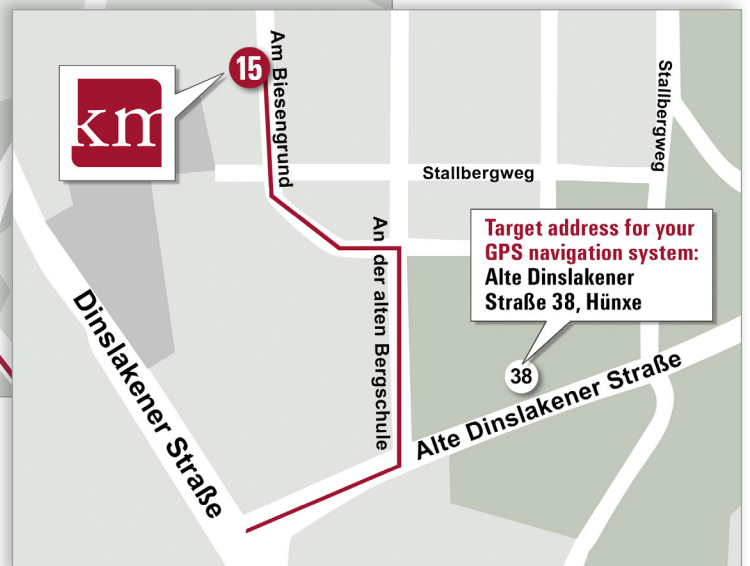 15
km
Am Biesengrund
Stallbergweg
Stallbergweg
An der alten Bergschule
Target address for your
GPS navigation system:
Alte Dinslakener
Straße 38, Hünxe
38
Dinslakener Straße
Alte Dinslakener Straße